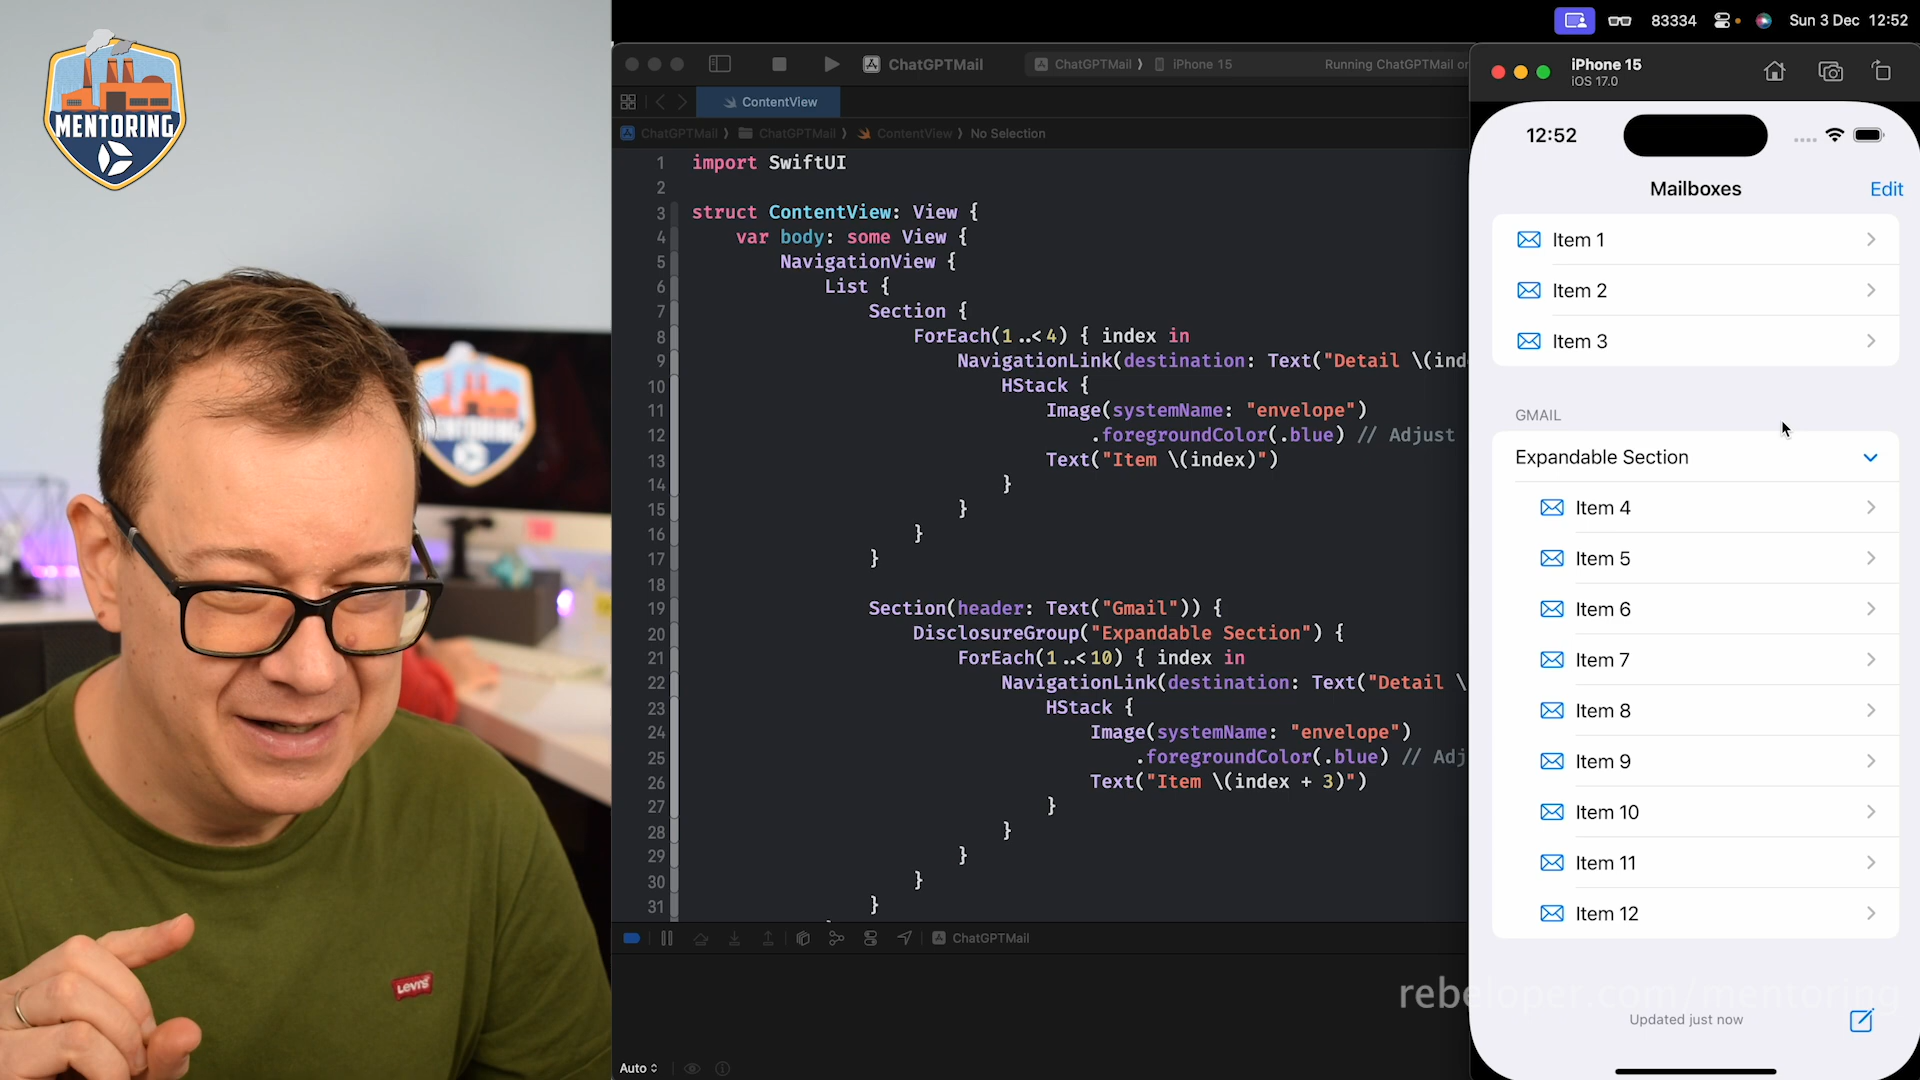 83334
Sun 3 Dec 12:52
MENTORING
ChatGPTMail
ChatGPTMail
iPhone 15
Running ChatGPTMail or
iPhone 15
iOS 17.0
ContentView
ChatGPTMail
ChatGPTMail
ContentView
No Selection
1 import SwiftUI
2
3 struct ContentView: View {
4 var body: some View {
5 NavigationView {
6 List {
7 Section {
8 ForEach(1..<4) { index in
9 NavigationLink(destination: Text("Detail \(ind
10 HStack {
11 Image(systemName: "envelope")
12 .foregroundColor(.blue) // Adjust
13 Text("Item \(index)")
14 }
15 }
16 }
17 }
18
19 Section(header: Text("Gmail")) {
20 DisclosureGroup("Expandable Section") {
21 ForEach(1..<10) { index in
22 NavigationLink(destination: Text("Detail \
23 HStack {
24 Image(systemName: "envelope")
25 .foregroundColor(.blue) // Adj
26 Text("Item \(index + 3)")
27 }
28 }
29 }
30 }
31 }
ChatGPTMail
Auto
12:52
Mailboxes
Edit
Item 1
Item 2
Item 3
GMAIL
Expandable Section
Item 4
Item 5
Item 6
Item 7
Item 8
Item 9
Item 10
Item 11
Item 12
Updated just now
rebeloper.com/mentoring
MENTORING
Levi's